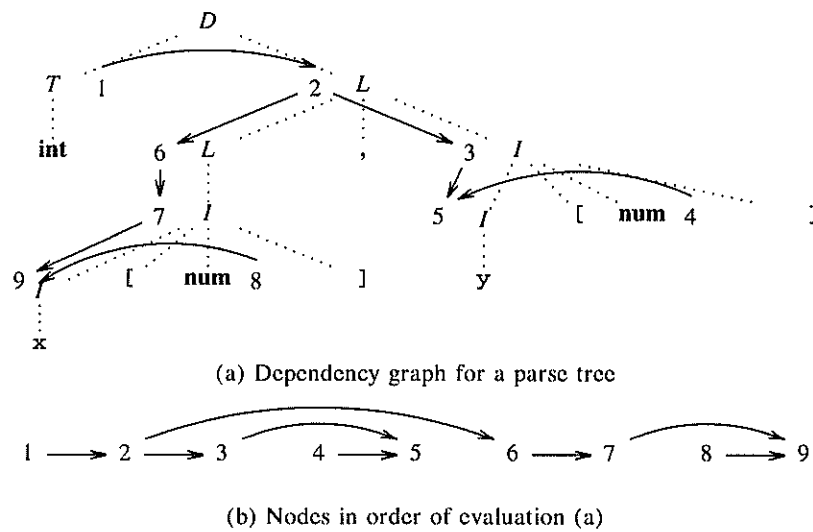 D
T 1 2 L
int 6 L , 3 I
7 I 5 I [ num 4 ]
9 I [ num 8 ] y
x
(a) Dependency graph for a parse tree
1 2 3 4 5 6 7 8 9
(b) Nodes in order of evaluation (a)